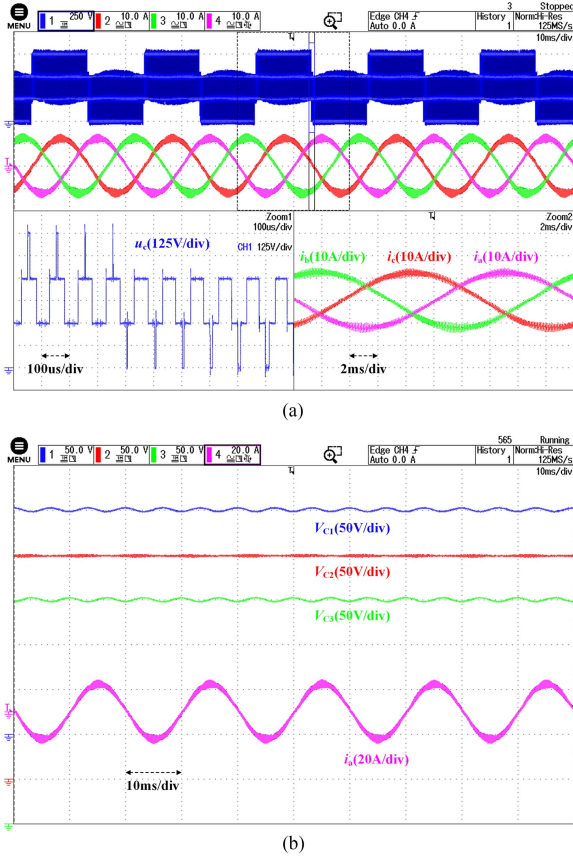 3 Stopped
MENU
1 250 V 2 10.0 A 3 10.0 A 4 10.0 A
Edge CH4
Auto 0.0 A
History
1
Norm:Hi-Res
125MS/s
10ms/div
Zoom1
100us/div
CH1 125V/div
uc(125V/div)
100us/div
Zoom2
2ms/div
ib(10A/div) ic(10A/div) ia(10A/div)
2ms/div
(a)
565 Running
MENU
1 50.0 V 2 50.0 V 3 50.0 V 4 20.0 A
Edge CH4
Auto 0.0 A
History
1
Norm:Hi-Res
125MS/s
10ms/div
VC1(50V/div)
VC2(50V/div)
VC3(50V/div)
ia(20A/div)
10ms/div
(b)